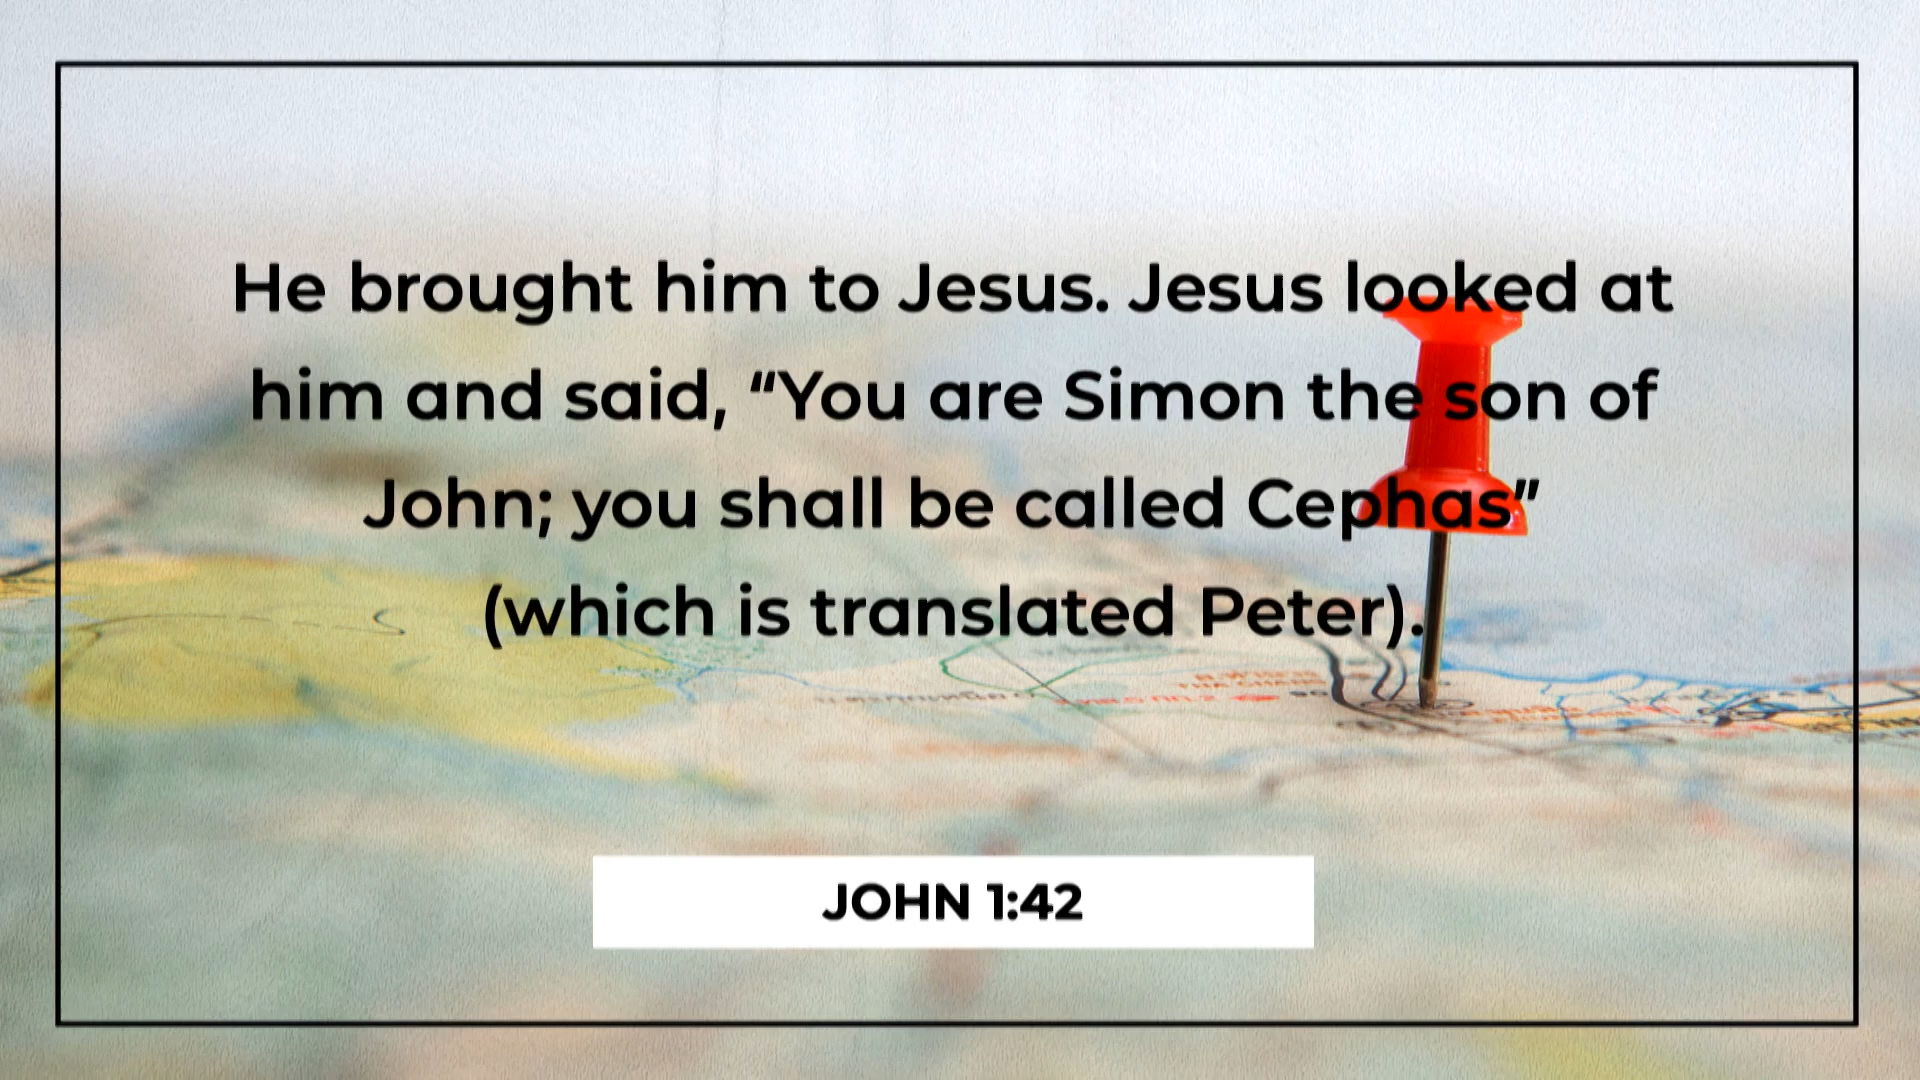 He brought him to Jesus. Jesus looked at
him and said, “You are Simon the son of
John; you shall be called Cephas”
(which is translated Peter).
JOHN 1:42